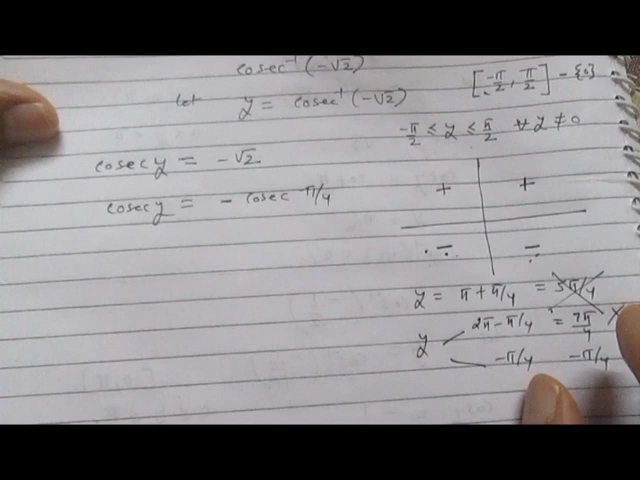 cosec⁻¹(-√2)
[-π/2, π/2] - {0}
let y = cosec⁻¹(-√2)
-π/2 ≤ y ≤ π/2 ∀ y ≠ 0
cosec y = -√2
cosec y = - cosec π/4
+ +
- -
y = π + π/4 = 5π/4
y
2π - π/4 = 7π/4 ×
-π/4 -π/4